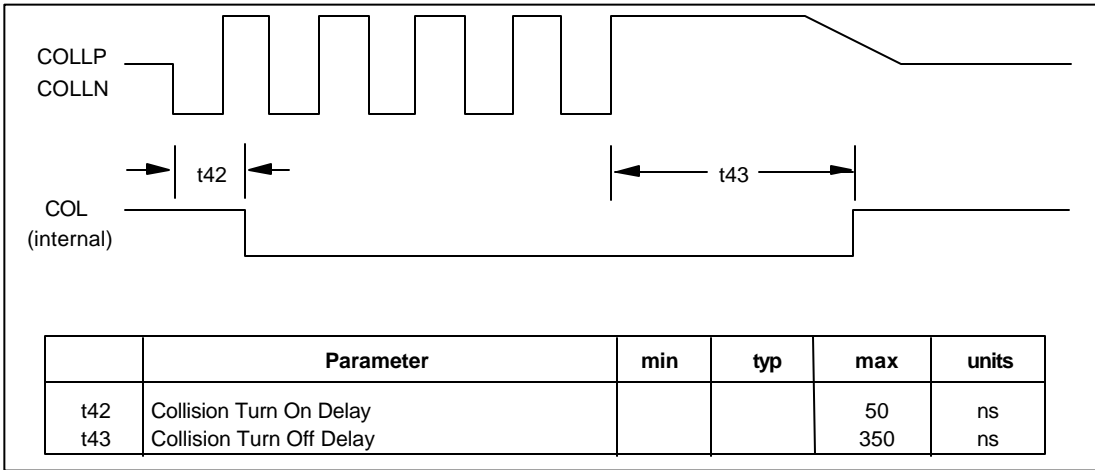 COLLP
COLLN
t42
t43
COL
(internal)
Parameter min typ max units
t42 Collision Turn On Delay 50 ns
t43 Collision Turn Off Delay 350 ns